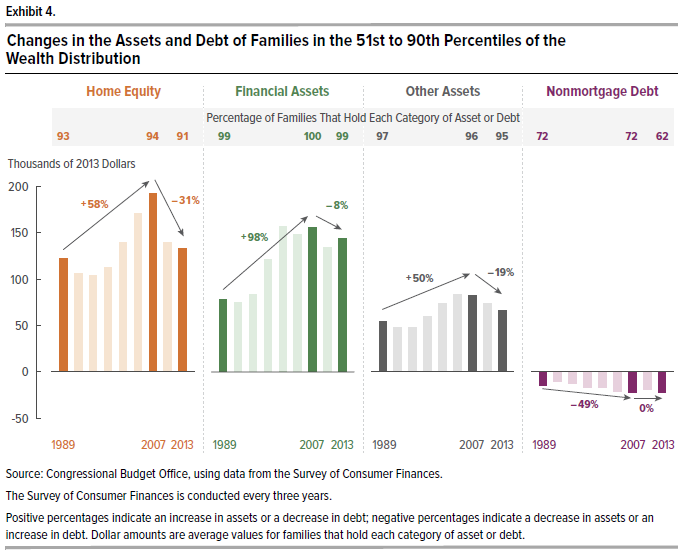 Exhibit 4.
Changes in the Assets and Debt of Families in the 51st to 90th Percentiles of the
Wealth Distribution
Home Equity Financial Assets Other Assets Nonmortgage Debt
Percentage of Families That Hold Each Category of Asset or Debt
93 94 91 99 100 99 97 96 95 72 72 62
Thousands of 2013 Dollars
200
150
100
50
0
-50
+58% −31%
+98% −8%
+50% −19%
−49% 0%
1989 2007 2013 1989 2007 2013 1989 2007 2013 1989 2007 2013
Source: Congressional Budget Office, using data from the Survey of Consumer Finances.
The Survey of Consumer Finances is conducted every three years.
Positive percentages indicate an increase in assets or a decrease in debt; negative percentages indicate a decrease in assets or an
increase in debt. Dollar amounts are average values for families that hold each category of asset or debt.